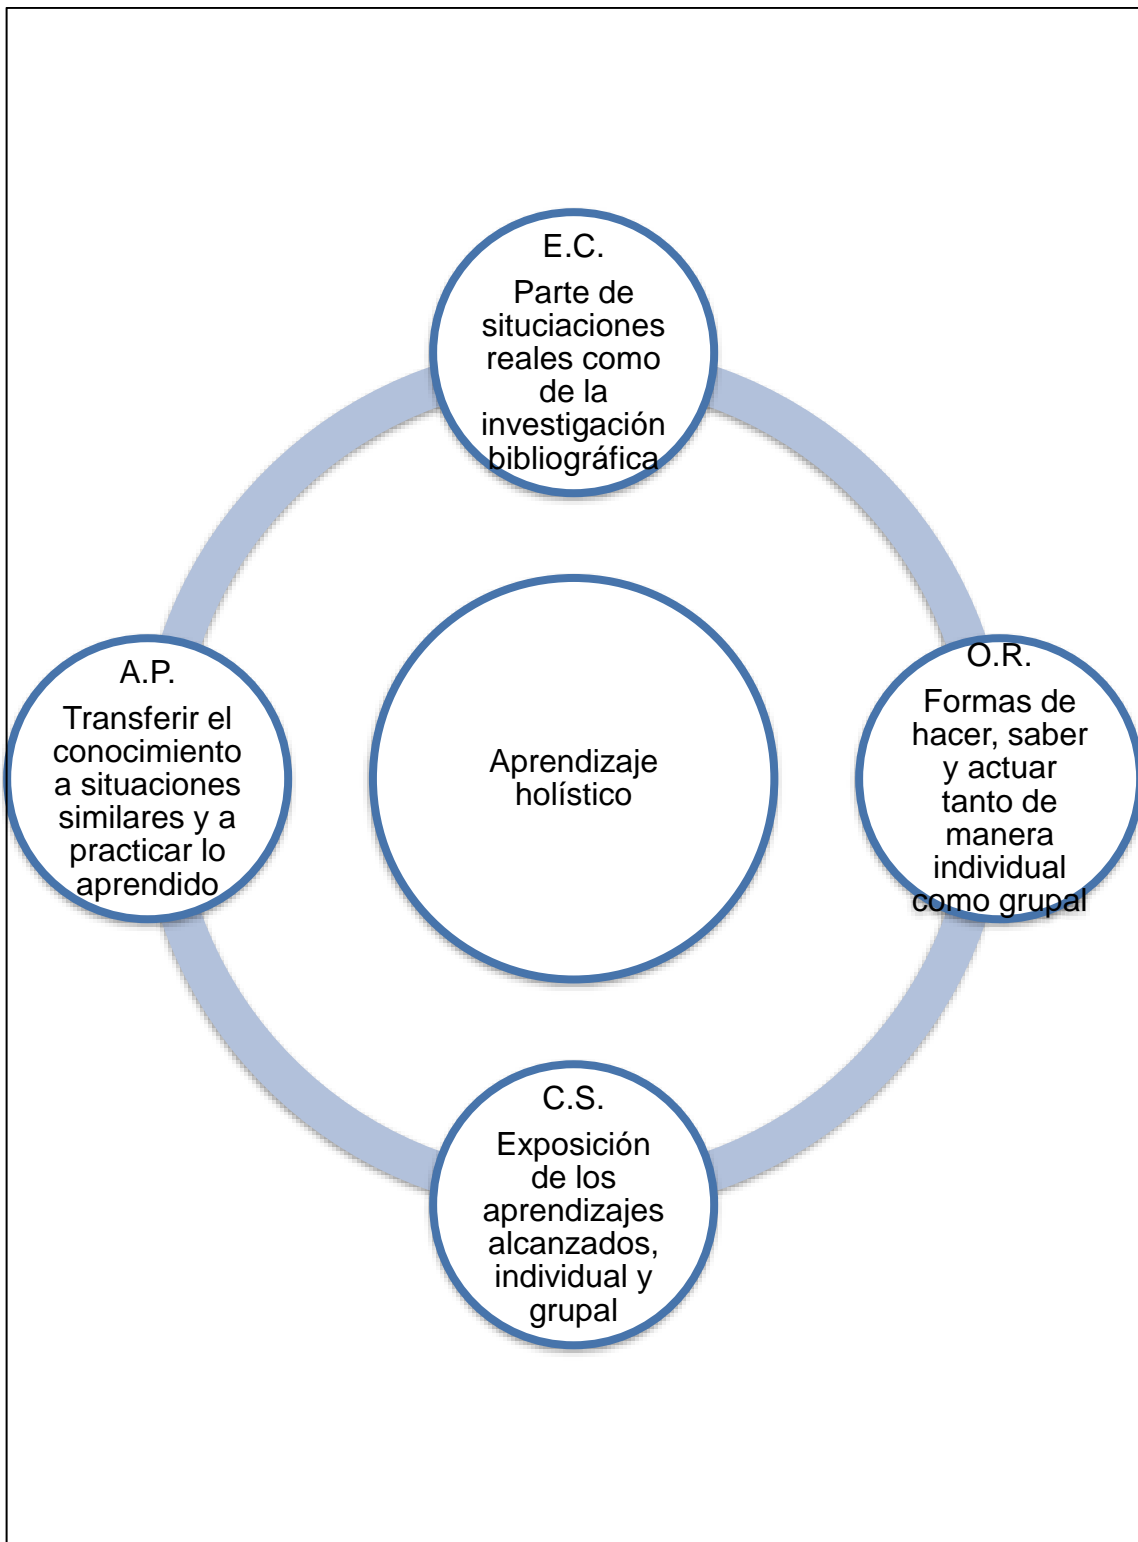 E.C.
Parte de
situciaciones
reales como
de la
investigación
bibliográfica
O.R.
Formas de
hacer, saber
y actuar
tanto de
manera
individual
como grupal
C.S.
Exposición
de los
aprendizajes
alcanzados,
individual y
grupal
A.P.
Transferir el
conocimiento
a situaciones
similares y a
practicar lo
aprendido
Aprendizaje
holístico